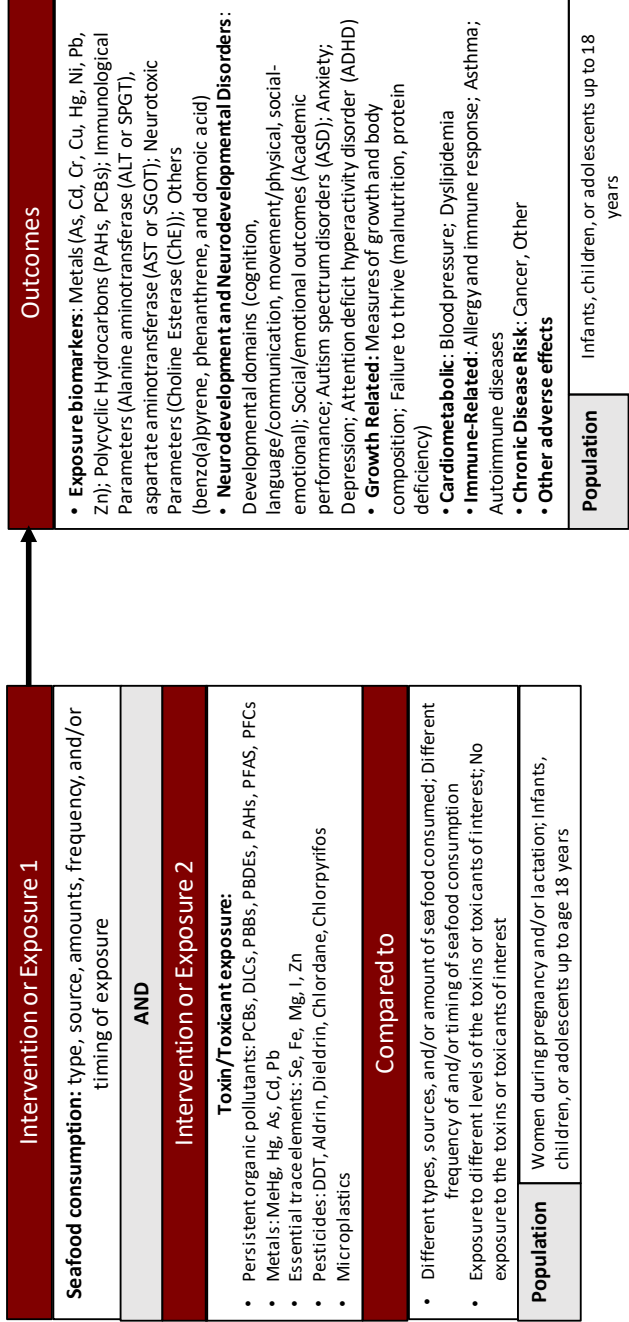 Intervention or Exposure 1
Seafood consumption: type, source, amounts, frequency, and/or
timing of exposure
AND
Intervention or Exposure 2
Toxin/Toxicant exposure:
• Persistent organic pollutants: PCBs, DLCs, PBBs, PBDEs, PAHs, PFAS, PFCs
• Metals: MeHg, Hg, As, Cd, Pb
• Essential trace elements: Se, Fe, Mg, I, Zn
• Pesticides: DDT, Aldrin, Dieldrin, Chlordane, Chlorpyrifos
• Microplastics
Compared to
• Different types, sources, and/or amount of seafood consumed; Different
frequency of and/or timing of seafood consumption
• Exposure to different levels of the toxins or toxicants of interest; No
exposure to the toxins or toxicants of interest
Population
Women during pregnancy and/or lactation; Infants,
children, or adolescents up to age 18 years
Outcomes
• Exposure biomarkers: Metals (As, Cd, Cr, Cu, Hg, Ni, Pb,
Zn); Polycyclic Hydrocarbons (PAHs, PCBs); Immunological
Parameters (Alanine aminotransferase (ALT or SPGT),
aspartate aminotransferase (AST or SGOT); Neurotoxic
Parameters (Choline Esterase (ChE)); Others
(benzo(a)pyrene, phenanthrene, and domoic acid)
• Neurodevelopment and Neurodevelopmental Disorders:
Developmental domains (cognition,
language/communication, movement/physical, social-
emotional); Social/emotional outcomes (Academic
performance; Autism spectrum disorders (ASD); Anxiety;
Depression; Attention deficit hyperactivity disorder (ADHD)
• Growth Related: Measures of growth and body
composition; Failure to thrive (malnutrition, protein
deficiency)
• Cardiometabolic: Blood pressure; Dyslipidemia
• Immune-Related: Allergy and immune response; Asthma;
Autoimmune diseases
• Chronic Disease Risk: Cancer, Other
• Other adverse effects
Population
Infants, children, or adolescents up to 18
years